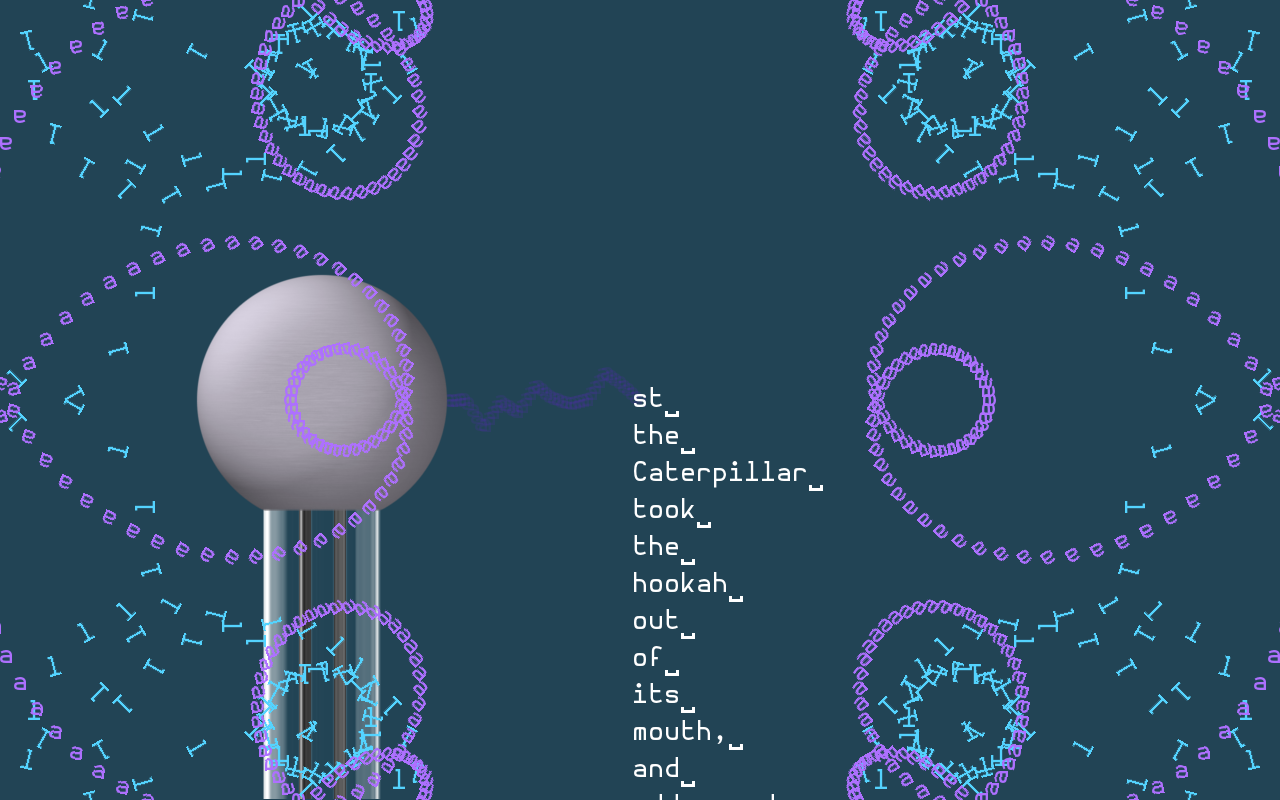 st
the
Caterpillar
took
the
hookah
out
of
its
mouth,
and